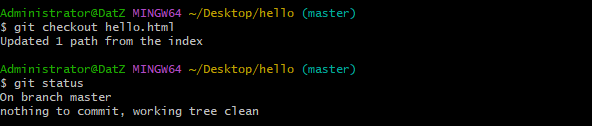 Administrator@DatZ MINGW64 ~/Desktop/hello (master)
$ git checkout hello.html
Updated 1 path from the index
Administrator@DatZ MINGW64 ~/Desktop/hello (master)
$ git status
On branch master
nothing to commit, working tree clean